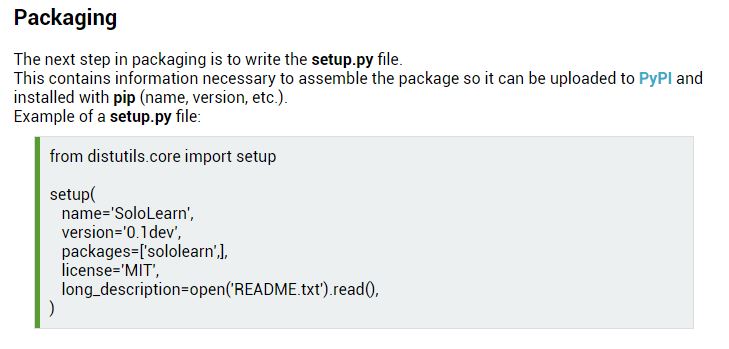 Packaging
The next step in packaging is to write the setup.py file.
This contains information necessary to assemble the package so it can be uploaded to PyPI and
installed with pip (name, version, etc.).
Example of a setup.py file:
from distutils.core import setup
setup(
name='SoloLearn',
version='0.1dev',
packages=['sololearn',],
license='MIT',
long_description=open('README.txt').read(),
)